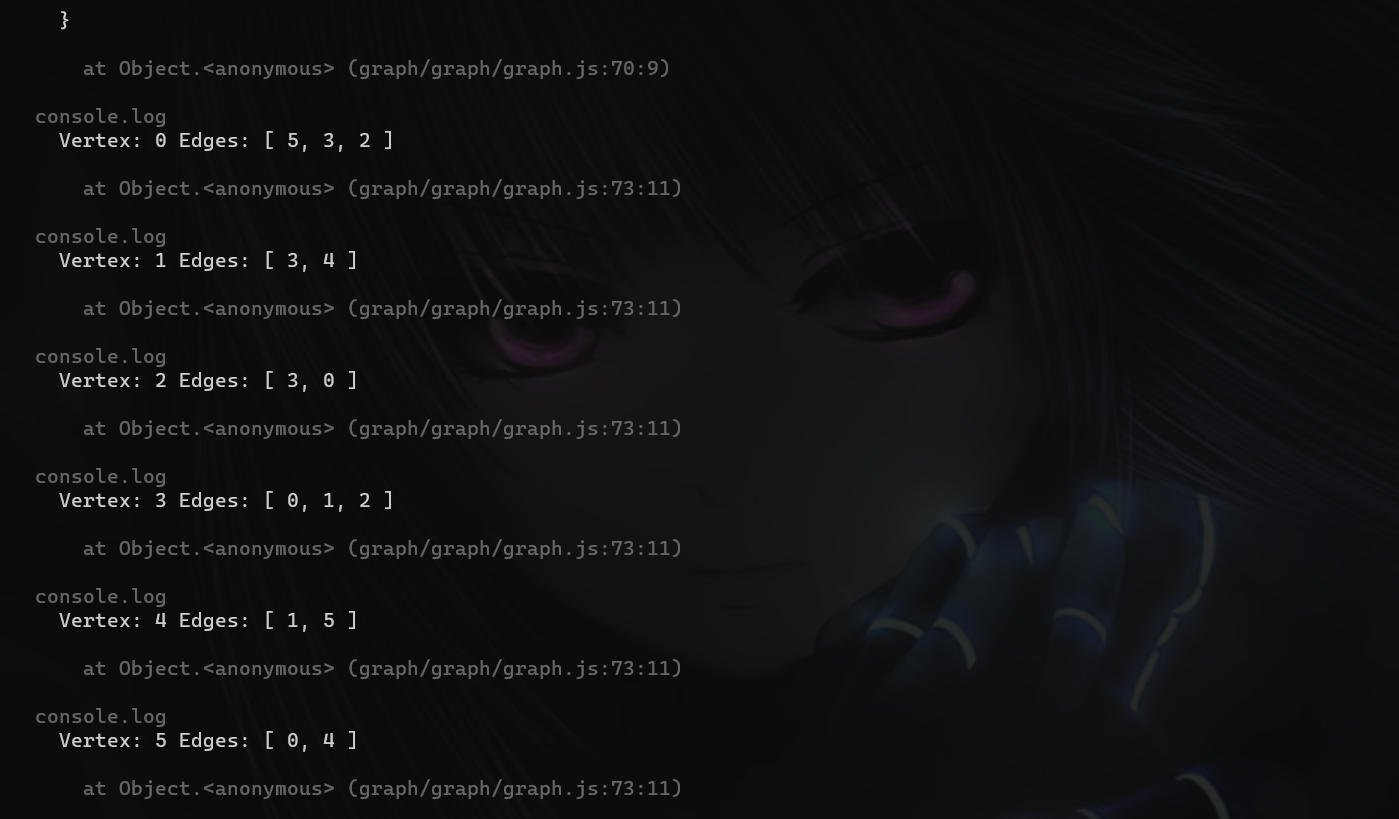 }
at Object.<anonymous> (graph/graph/graph.js:70:9)
console.log
Vertex: 0 Edges: [ 5, 3, 2 ]
at Object.<anonymous> (graph/graph/graph.js:73:11)
console.log
Vertex: 1 Edges: [ 3, 4 ]
at Object.<anonymous> (graph/graph/graph.js:73:11)
console.log
Vertex: 2 Edges: [ 3, 0 ]
at Object.<anonymous> (graph/graph/graph.js:73:11)
console.log
Vertex: 3 Edges: [ 0, 1, 2 ]
at Object.<anonymous> (graph/graph/graph.js:73:11)
console.log
Vertex: 4 Edges: [ 1, 5 ]
at Object.<anonymous> (graph/graph/graph.js:73:11)
console.log
Vertex: 5 Edges: [ 0, 4 ]
at Object.<anonymous> (graph/graph/graph.js:73:11)